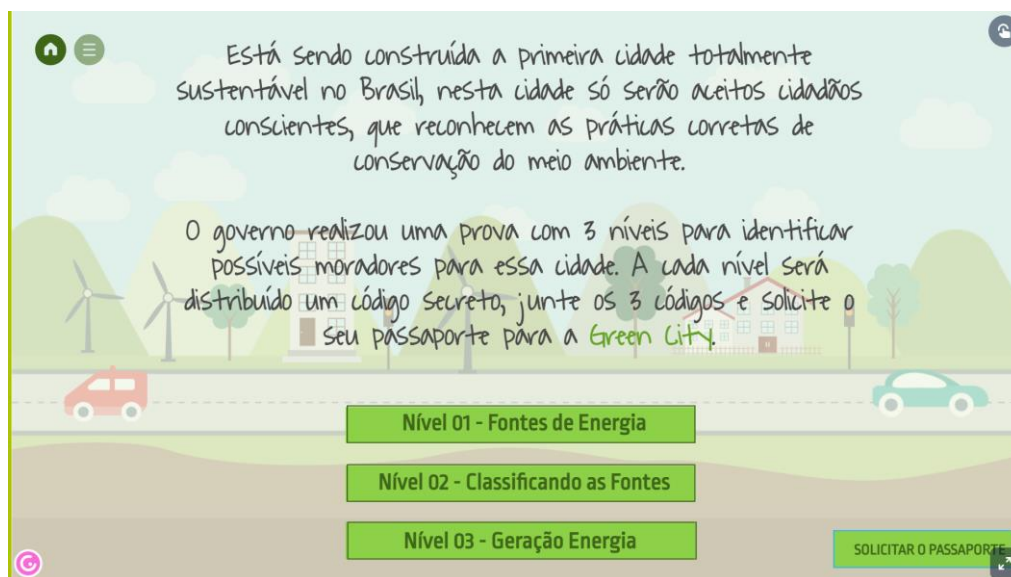 Está sendo construída a primeira cidade totalmente
sustentável no Brasil, nesta cidade só serão aceitos cidadãos
conscientes, que reconhecem as práticas corretas de
conservação do meio ambiente.
O governo realizou uma prova com 3 níveis para identificar
possíveis moradores para essa cidade. A cada nível será
distribuído um código secreto, junte os 3 códigos e solicite o
seu passaporte para a Green City.
Nível 01 - Fontes de Energia
Nível 02 - Classificando as Fontes
Nível 03 - Geração Energia
SOLICITAR O PASSAPORTE